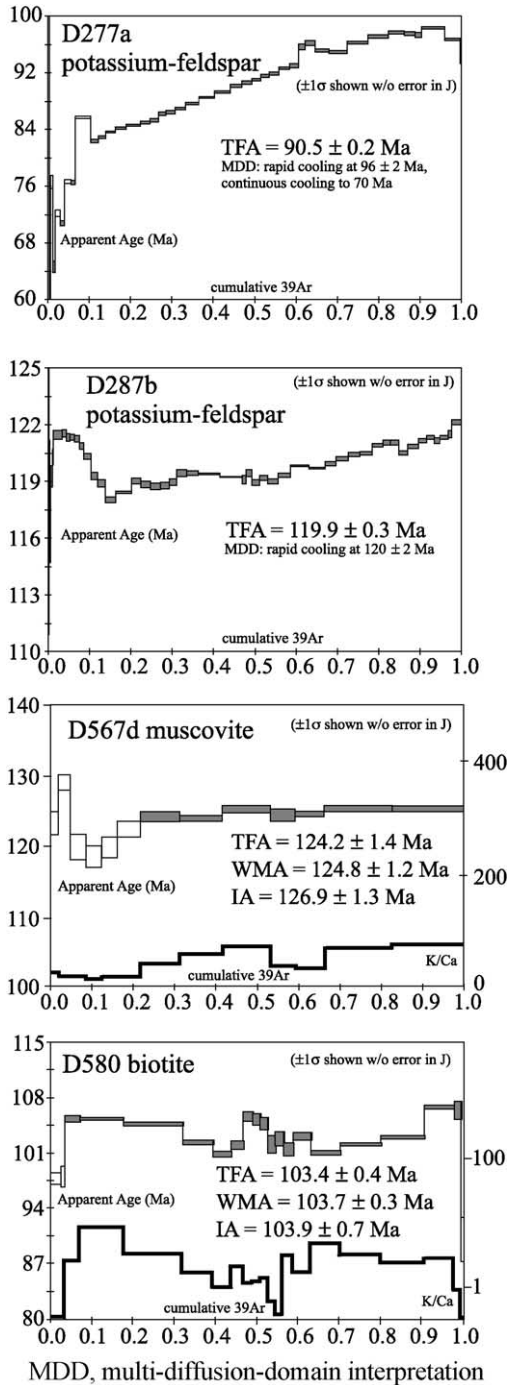 100
92
84
76
68
60
D277a
potassium-feldspar
(±1σ shown w/o error in J)
TFA = 90.5 ± 0.2 Ma
MDD: rapid cooling at 96 ± 2 Ma,
continuous cooling to 70 Ma
Apparent Age (Ma)
cumulative 39Ar
0.0 0.1 0.2 0.3 0.4 0.5 0.6 0.7 0.8 0.9 1.0
125
122
119
116
113
110
D287b
potassium-feldspar
(±1σ shown w/o error in J)
Apparent Age (Ma)
TFA = 119.9 ± 0.3 Ma
MDD: rapid cooling at 120 ± 2 Ma
cumulative 39Ar
0.0 0.1 0.2 0.3 0.4 0.5 0.6 0.7 0.8 0.9 1.0
140
130
120
110
100
D567d muscovite
(±1σ shown w/o error in J)
400
200
0
TFA = 124.2 ± 1.4 Ma
WMA = 124.8 ± 1.2 Ma
IA = 126.9 ± 1.3 Ma
Apparent Age (Ma)
K/Ca
cumulative 39Ar
0.0 0.1 0.2 0.3 0.4 0.5 0.6 0.7 0.8 0.9 1.0
115
108
101
94
87
80
D580 biotite
(±1σ shown w/o error in J)
100
1
TFA = 103.4 ± 0.4 Ma
WMA = 103.7 ± 0.3 Ma
IA = 103.9 ± 0.7 Ma
Apparent Age (Ma)
cumulative 39Ar
K/Ca
0.0 0.1 0.2 0.3 0.4 0.5 0.6 0.7 0.8 0.9 1.0
MDD, multi-diffusion-domain interpretation